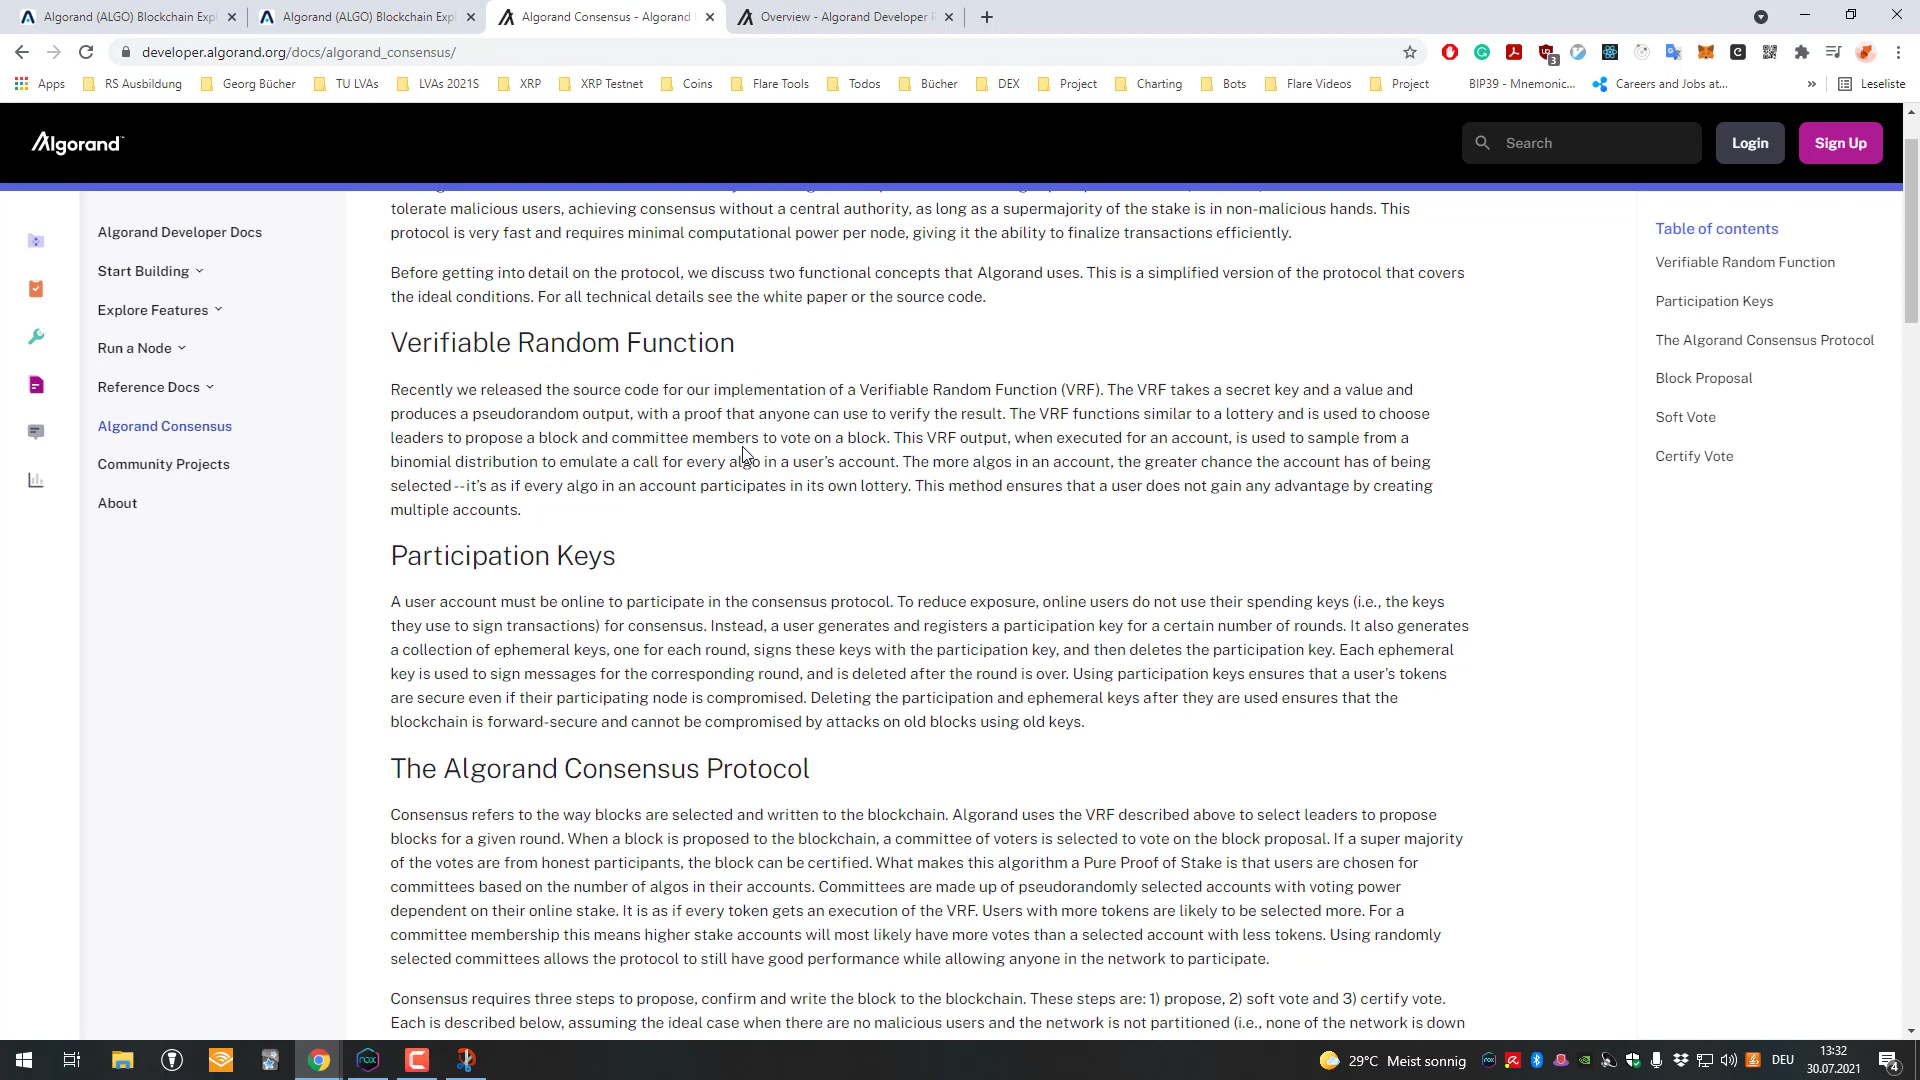 Algorand (ALGO) Blockchain Expl
Algorand (ALGO) Blockchain Expl
Algorand Consensus - Algorand
Overview - Algorand Developer
developer.algorand.org/docs/algorand_consensus/
3
Apps
RS Ausbildung
Georg Bücher
TU LVAs
LVAs 2021S
XRP
XRP Testnet
Coins
Flare Tools
Todos
Bücher
DEX
Project
Charting
Bots
Flare Videos
Project
BIP39 - Mnemonic...
Careers and Jobs at...
»
Leseliste
Algorand
Search
Login
Sign Up
Algorand Developer Docs
Start Building
Explore Features
Run a Node
Reference Docs
Algorand Consensus
Community Projects
About
tolerate malicious users, achieving consensus without a central authority, as long as a supermajority of the stake is in non-malicious hands. This
protocol is very fast and requires minimal computational power per node, giving it the ability to finalize transactions efficiently.
Before getting into detail on the protocol, we discuss two functional concepts that Algorand uses. This is a simplified version of the protocol that covers
the ideal conditions. For all technical details see the white paper or the source code.
Verifiable Random Function
Recently we released the source code for our implementation of a Verifiable Random Function (VRF). The VRF takes a secret key and a value and
produces a pseudorandom output, with a proof that anyone can use to verify the result. The VRF functions similar to a lottery and is used to choose
leaders to propose a block and committee members to vote on a block. This VRF output, when executed for an account, is used to sample from a
binomial distribution to emulate a call for every algo in a user's account. The more algos in an account, the greater chance the account has of being
selected -- it's as if every algo in an account participates in its own lottery. This method ensures that a user does not gain any advantage by creating
multiple accounts.
Participation Keys
A user account must be online to participate in the consensus protocol. To reduce exposure, online users do not use their spending keys (i.e., the keys
they use to sign transactions) for consensus. Instead, a user generates and registers a participation key for a certain number of rounds. It also generates
a collection of ephemeral keys, one for each round, signs these keys with the participation key, and then deletes the participation key. Each ephemeral
key is used to sign messages for the corresponding round, and is deleted after the round is over. Using participation keys ensures that a user's tokens
are secure even if their participating node is compromised. Deleting the participation and ephemeral keys after they are used ensures that the
blockchain is forward-secure and cannot be compromised by attacks on old blocks using old keys.
The Algorand Consensus Protocol
Consensus refers to the way blocks are selected and written to the blockchain. Algorand uses the VRF described above to select leaders to propose
blocks for a given round. When a block is proposed to the blockchain, a committee of voters is selected to vote on the block proposal. If a super majority
of the votes are from honest participants, the block can be certified. What makes this algorithm a Pure Proof of Stake is that users are chosen for
committees based on the number of algos in their accounts. Committees are made up of pseudorandomly selected accounts with voting power
dependent on their online stake. It is as if every token gets an execution of the VRF. Users with more tokens are likely to be selected more. For a
committee membership this means higher stake accounts will most likely have more votes than a selected account with less tokens. Using randomly
selected committees allows the protocol to still have good performance while allowing anyone in the network to participate.
Consensus requires three steps to propose, confirm and write the block to the blockchain. These steps are: 1) propose, 2) soft vote and 3) certify vote.
Each is described below, assuming the ideal case when there are no malicious users and the network is not partitioned (i.e., none of the network is down
Table of contents
Verifiable Random Function
Participation Keys
The Algorand Consensus Protocol
Block Proposal
Soft Vote
Certify Vote
29°C Meist sonnig
DEU
13:32
30.07.2021
4